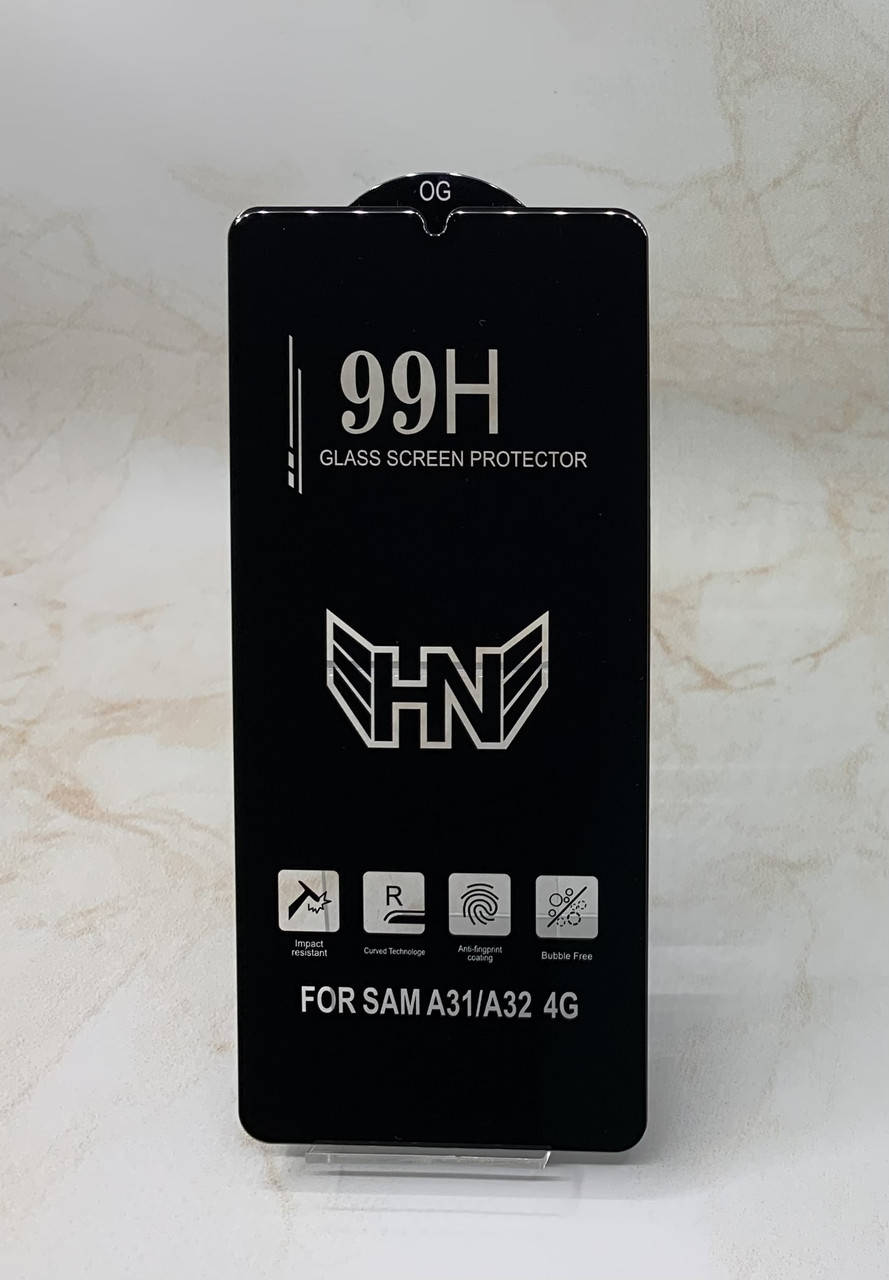 OG
99H
GLASS SCREEN PROTECTOR
HN
R
Impact
resistant
Curved Technologe
Anti-fingprint
coating
Bubble Free
FOR SAM A31/A32 4G